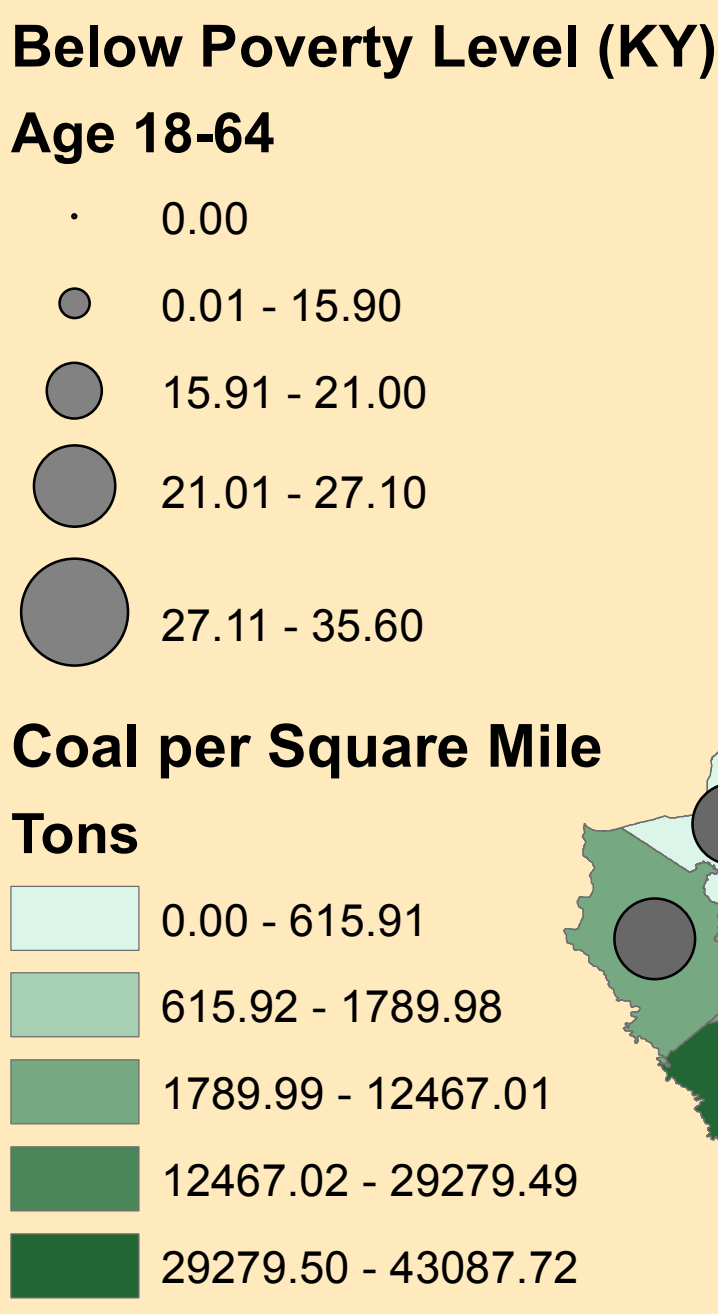 Below Poverty Level (KY)
Age 18-64
0.00
0.01 - 15.90
15.91 - 21.00
21.01 - 27.10
27.11 - 35.60
Coal per Square Mile
Tons
0.00 - 615.91
615.92 - 1789.98
1789.99 - 12467.01
12467.02 - 29279.49
29279.50 - 43087.72